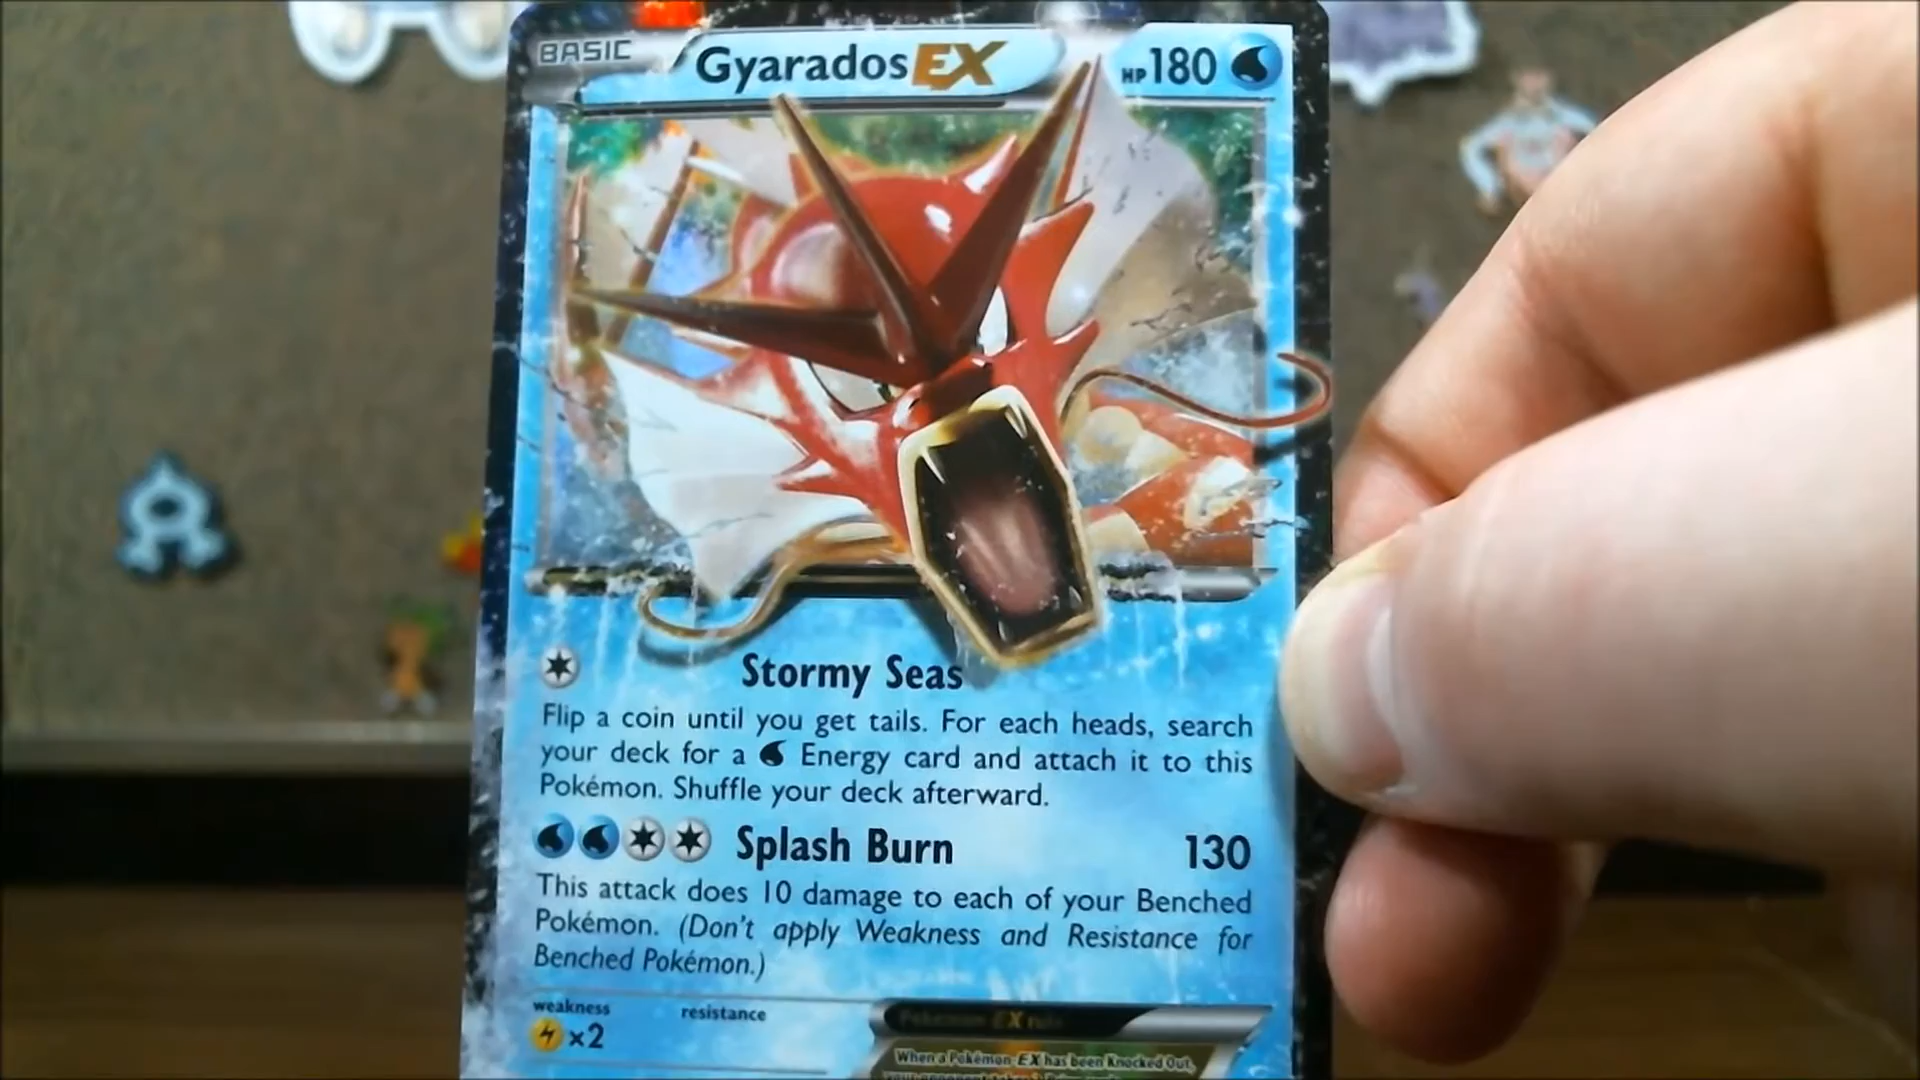 BASIC
Gyarados EX
HP 180
Stormy Seas
Flip a coin until you get tails. For each heads, search
your deck for a Energy card and attach it to this
Pokémon. Shuffle your deck afterward.
Splash Burn 130
This attack does 10 damage to each of your Benched
Pokémon. (Don't apply Weakness and Resistance for
Benched Pokémon.)
weakness resistance
×2
Pokémon-EX rule
When a Pokémon-EX has been Knocked Out,